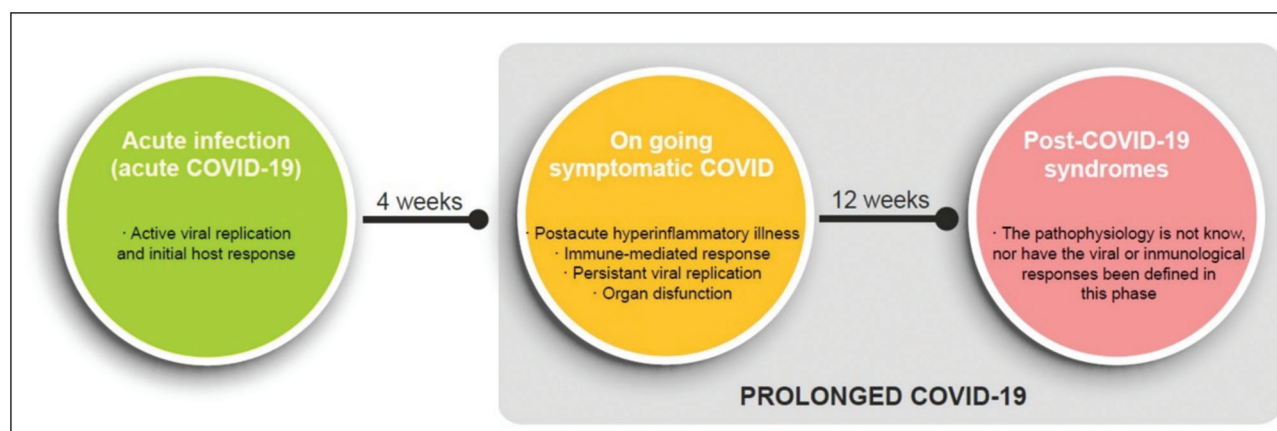 Acute infection
(acute COVID-19)
· Active viral replication
and initial host response
4 weeks
On going
symptomatic COVID
· Postacute hyperinflammatory illness
· Immune-mediated response
· Persistant viral replication
· Organ disfunction
12 weeks
Post-COVID-19
syndromes
· The pathophysiology is not know,
nor have the viral or inmunological
responses been defined in
this phase
PROLONGED COVID-19